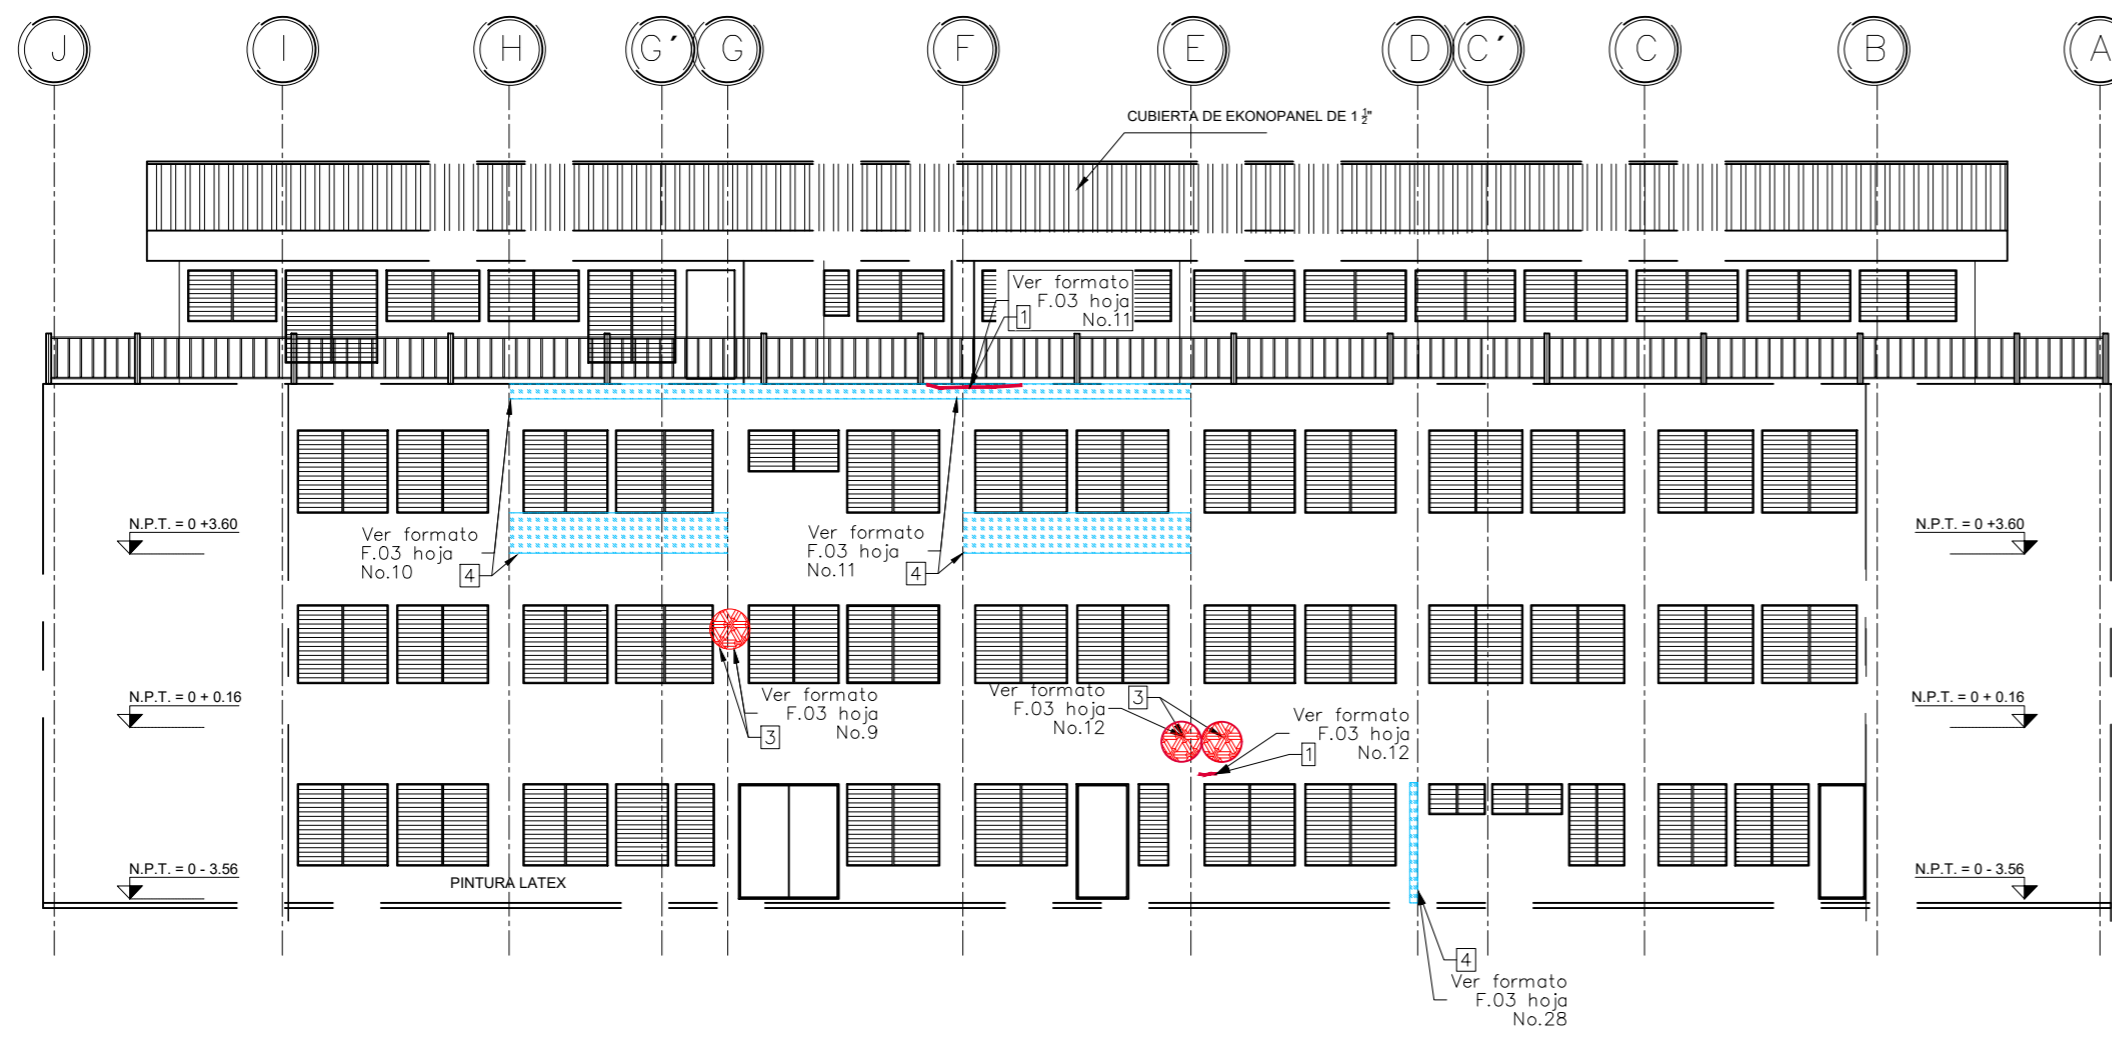 J I H G´ G F E D C´ C B A
CUBIERTA DE EKONOPANEL DE 1 ½"
Ver formato
F.03 hoja
No.11
1
N.P.T. = 0 +3.60
Ver formato
F.03 hoja
No.10
4
Ver formato
F.03 hoja
No.11
4
N.P.T. = 0 +3.60
N.P.T. = 0 + 0.16
Ver formato
F.03 hoja
No.9
3
Ver formato
F.03 hoja
No.12
3
Ver formato
F.03 hoja
No.12
1
N.P.T. = 0 + 0.16
N.P.T. = 0 - 3.56
PINTURA LATEX
N.P.T. = 0 - 3.56
4
Ver formato
F.03 hoja
No.28